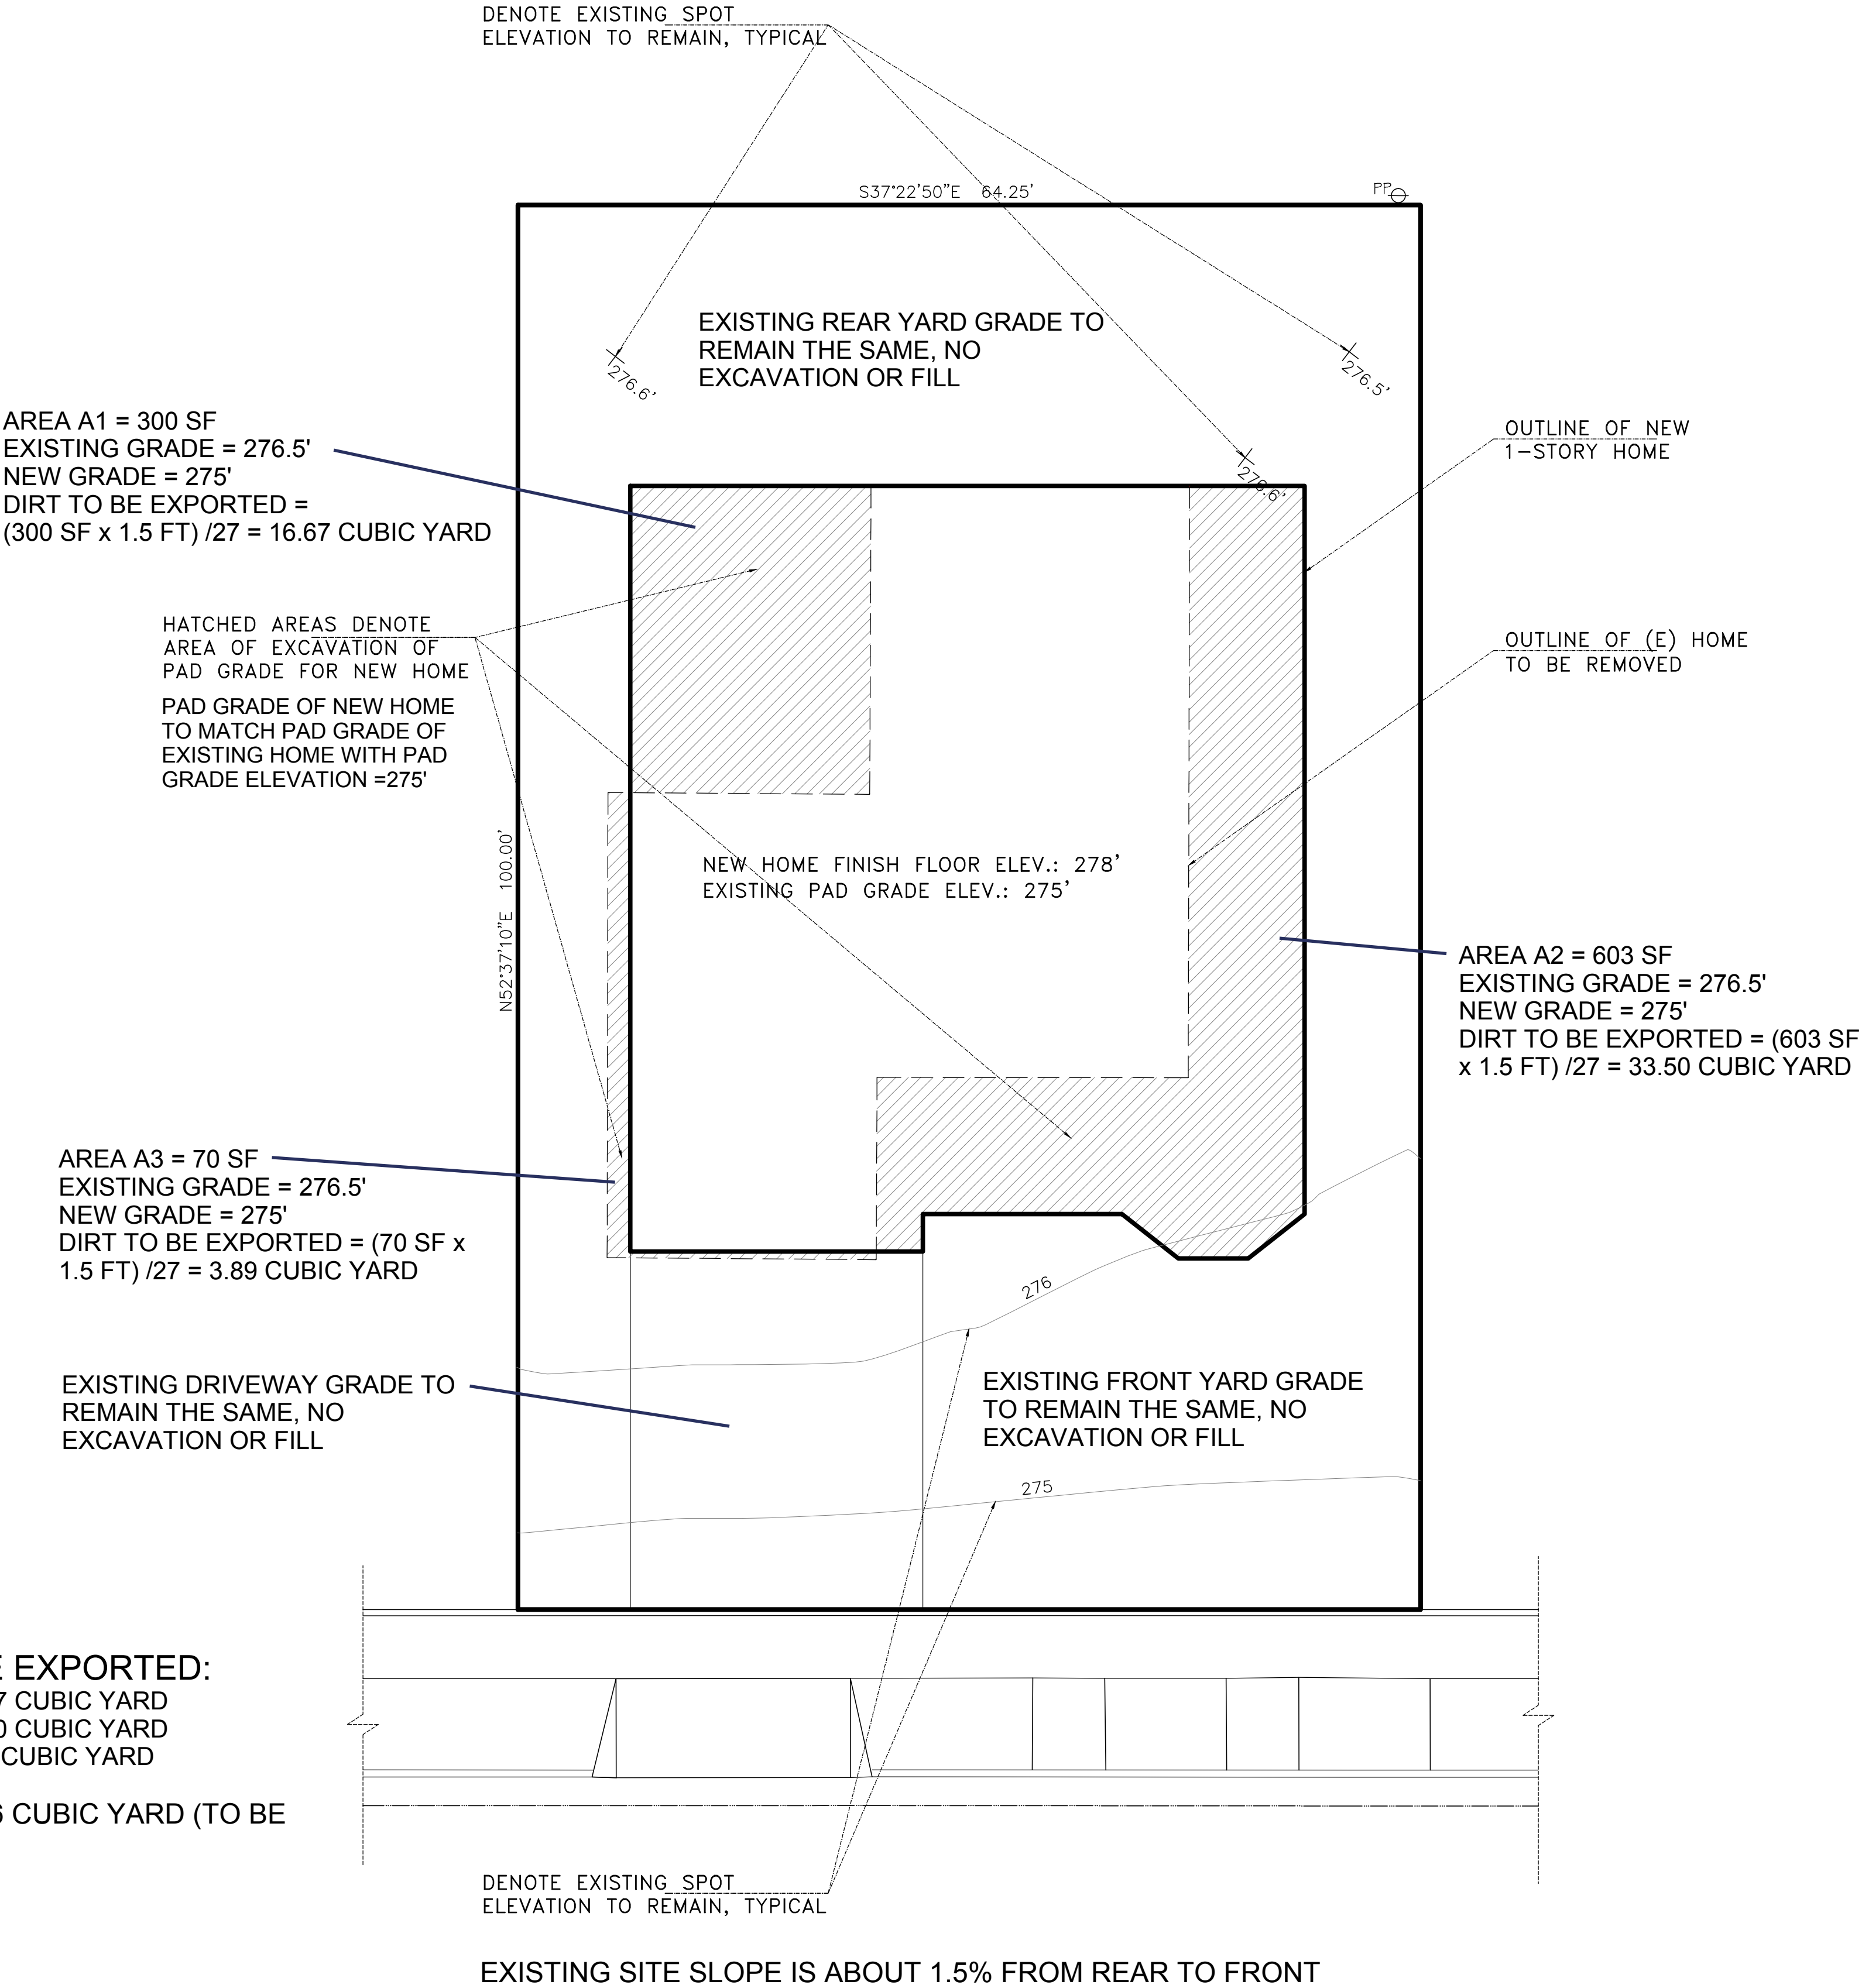 DENOTE EXISTING SPOT
ELEVATION TO REMAIN, TYPICAL
S37°22'50"E 64.25'
PP
EXISTING REAR YARD GRADE TO
REMAIN THE SAME, NO
EXCAVATION OR FILL
276.6'
276.5'
276.6'
AREA A1 = 300 SF
EXISTING GRADE = 276.5'
NEW GRADE = 275'
DIRT TO BE EXPORTED =
(300 SF x 1.5 FT) /27 = 16.67 CUBIC YARD
OUTLINE OF NEW
1-STORY HOME
HATCHED AREAS DENOTE
AREA OF EXCAVATION OF
PAD GRADE FOR NEW HOME
OUTLINE OF (E) HOME
TO BE REMOVED
PAD GRADE OF NEW HOME
TO MATCH PAD GRADE OF
EXISTING HOME WITH PAD
GRADE ELEVATION =275'
N52°37'10"E 100.00'
NEW HOME FINISH FLOOR ELEV.: 278'
EXISTING PAD GRADE ELEV.: 275'
AREA A2 = 603 SF
EXISTING GRADE = 276.5'
NEW GRADE = 275'
DIRT TO BE EXPORTED = (603 SF
x 1.5 FT) /27 = 33.50 CUBIC YARD
AREA A3 = 70 SF
EXISTING GRADE = 276.5'
NEW GRADE = 275'
DIRT TO BE EXPORTED = (70 SF x
1.5 FT) /27 = 3.89 CUBIC YARD
276
EXISTING DRIVEWAY GRADE TO
REMAIN THE SAME, NO
EXCAVATION OR FILL
EXISTING FRONT YARD GRADE
TO REMAIN THE SAME, NO
EXCAVATION OR FILL
275
EXPORTED:
7 CUBIC YARD
0 CUBIC YARD
CUBIC YARD
CUBIC YARD (TO BE
DENOTE EXISTING SPOT
ELEVATION TO REMAIN, TYPICAL
EXISTING SITE SLOPE IS ABOUT 1.5% FROM REAR TO FRONT